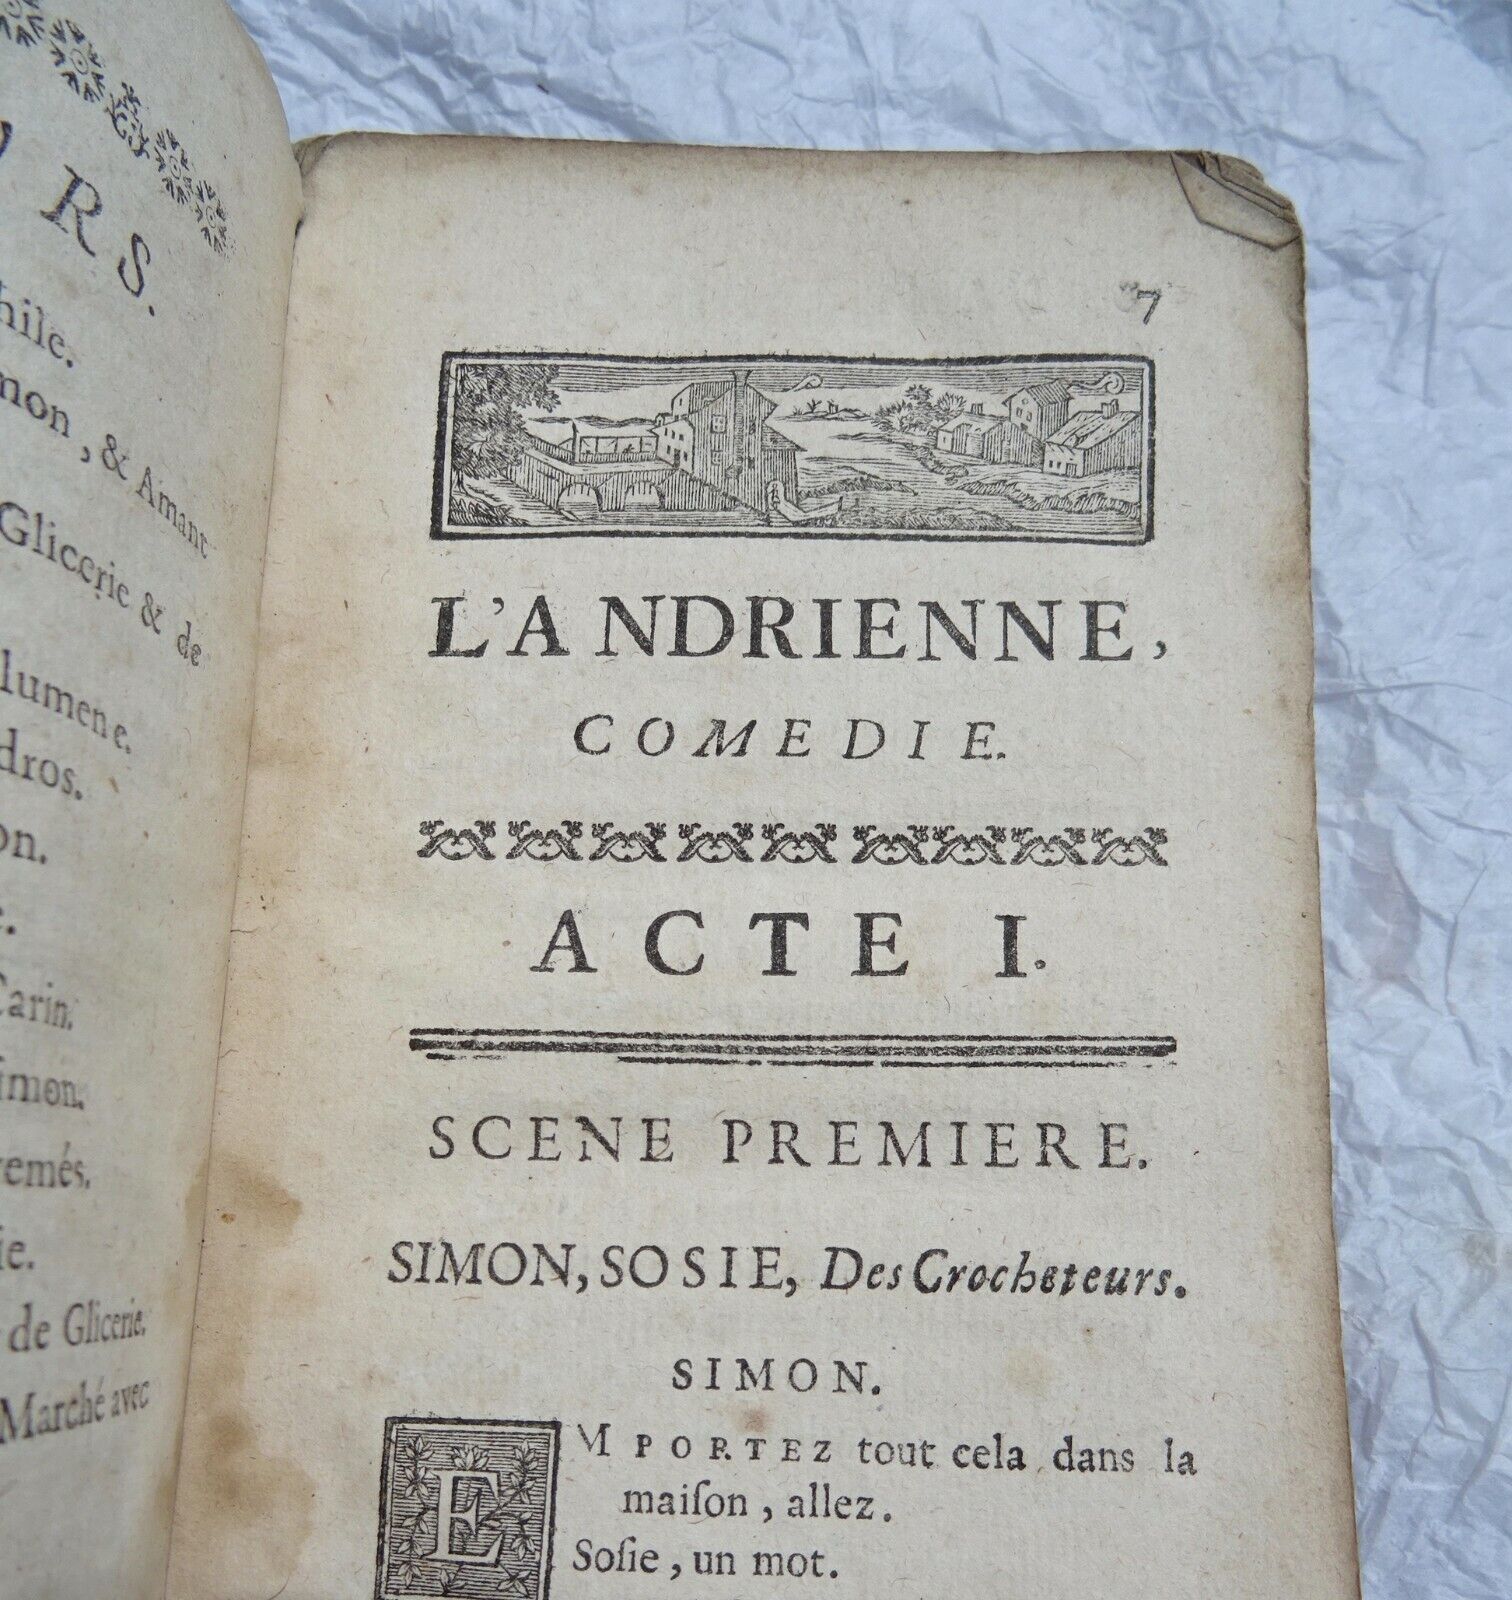 RS.
hile.
mon, & Amant
Glicerie & de
lumene.
dros.
on.
Carin.
imon.
remés.
ie.
de Glicerie.
Marché avec
7
L'ANDRIENNE,
COMEDIE.
ACTE I.
SCENE PREMIERE.
SIMON, SOSIE, Des Crocheteurs.
SIMON.
EMPORTEZ tout cela dans la
maiſon, allez.
Soſie, un mot.